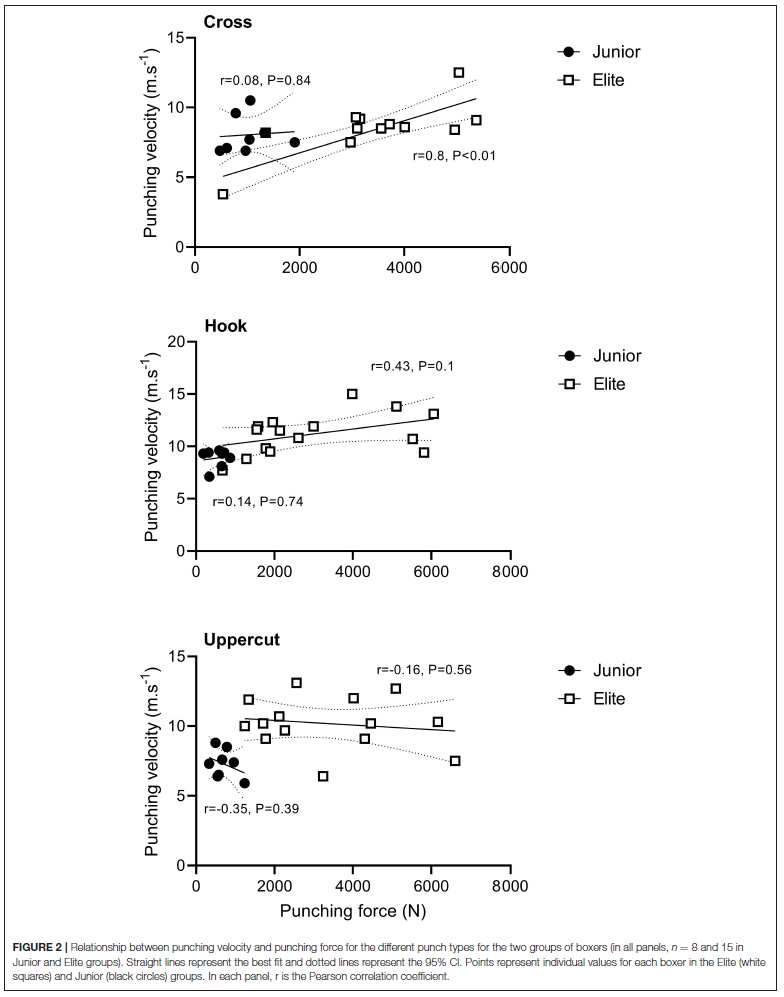 Cross
15
10
5
0
0 2000 4000 6000
Punching velocity (m.s-1)
r=0.08, P=0.84
r=0.8, P<0.01
Junior
Elite
Hook
20
15
10
5
0
0 2000 4000 6000 8000
Punching velocity (m.s-1)
r=0.43, P=0.1
r=0.14, P=0.74
Junior
Elite
Uppercut
15
10
5
0
0 2000 4000 6000 8000
Punching velocity (m.s-1)
r=-0.16, P=0.56
r=-0.35, P=0.39
Junior
Elite
Punching force (N)
FIGURE 2 | Relationship between punching velocity and punching force for the different punch types for the two groups of boxers (in all panels, n = 8 and 15 in
Junior and Elite groups). Straight lines represent the best fit and dotted lines represent the 95% CI. Points represent individual values for each boxer in the Elite (white
squares) and Junior (black circles) groups. In each panel, r is the Pearson correlation coefficient.